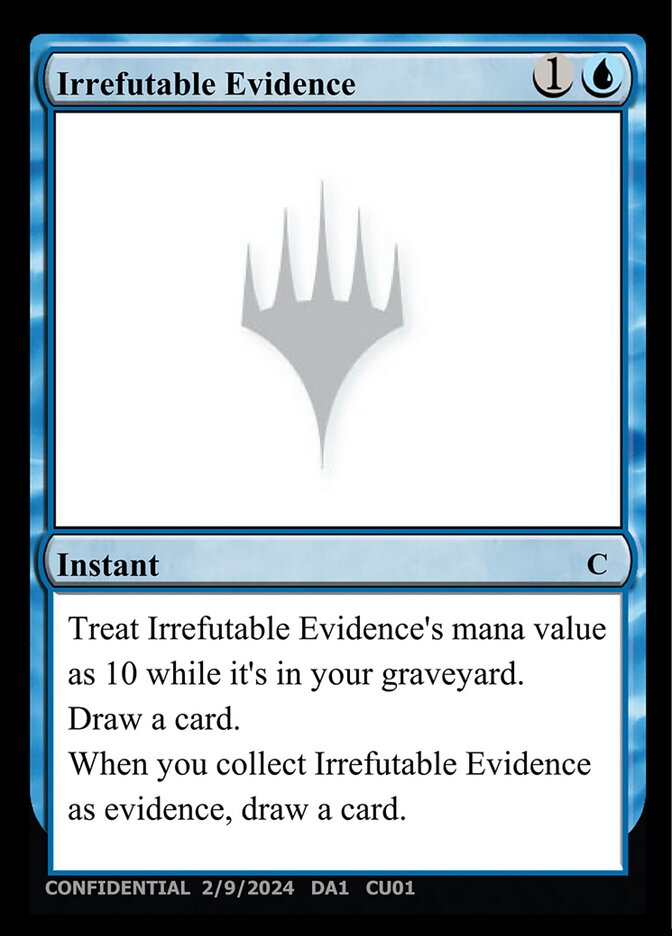 Irrefutable Evidence 1
Instant C
Treat Irrefutable Evidence's mana value
as 10 while it's in your graveyard.
Draw a card.
When you collect Irrefutable Evidence
as evidence, draw a card.
CONFIDENTIAL 2/9/2024 DA1 CU01